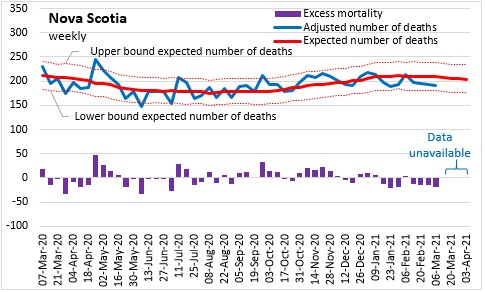 350
300
250
200
150
100
50
0
-50
-100
Nova Scotia
weekly
Excess mortality
Adjusted number of deaths
Expected number of deaths
Upper bound expected number of deaths
Lower bound expected number of deaths
Data
unavailable
07-Mar-20
21-Mar-20
04-Apr-20
18-Apr-20
02-May-20
16-May-20
30-May-20
13-Jun-20
27-Jun-20
11-Jul-20
25-Jul-20
08-Aug-20
22-Aug-20
05-Sep-20
19-Sep-20
03-Oct-20
17-Oct-20
31-Oct-20
14-Nov-20
28-Nov-20
12-Dec-20
26-Dec-20
09-Jan-21
23-Jan-21
06-Feb-21
20-Feb-21
06-Mar-21
20-Mar-21
03-Apr-21